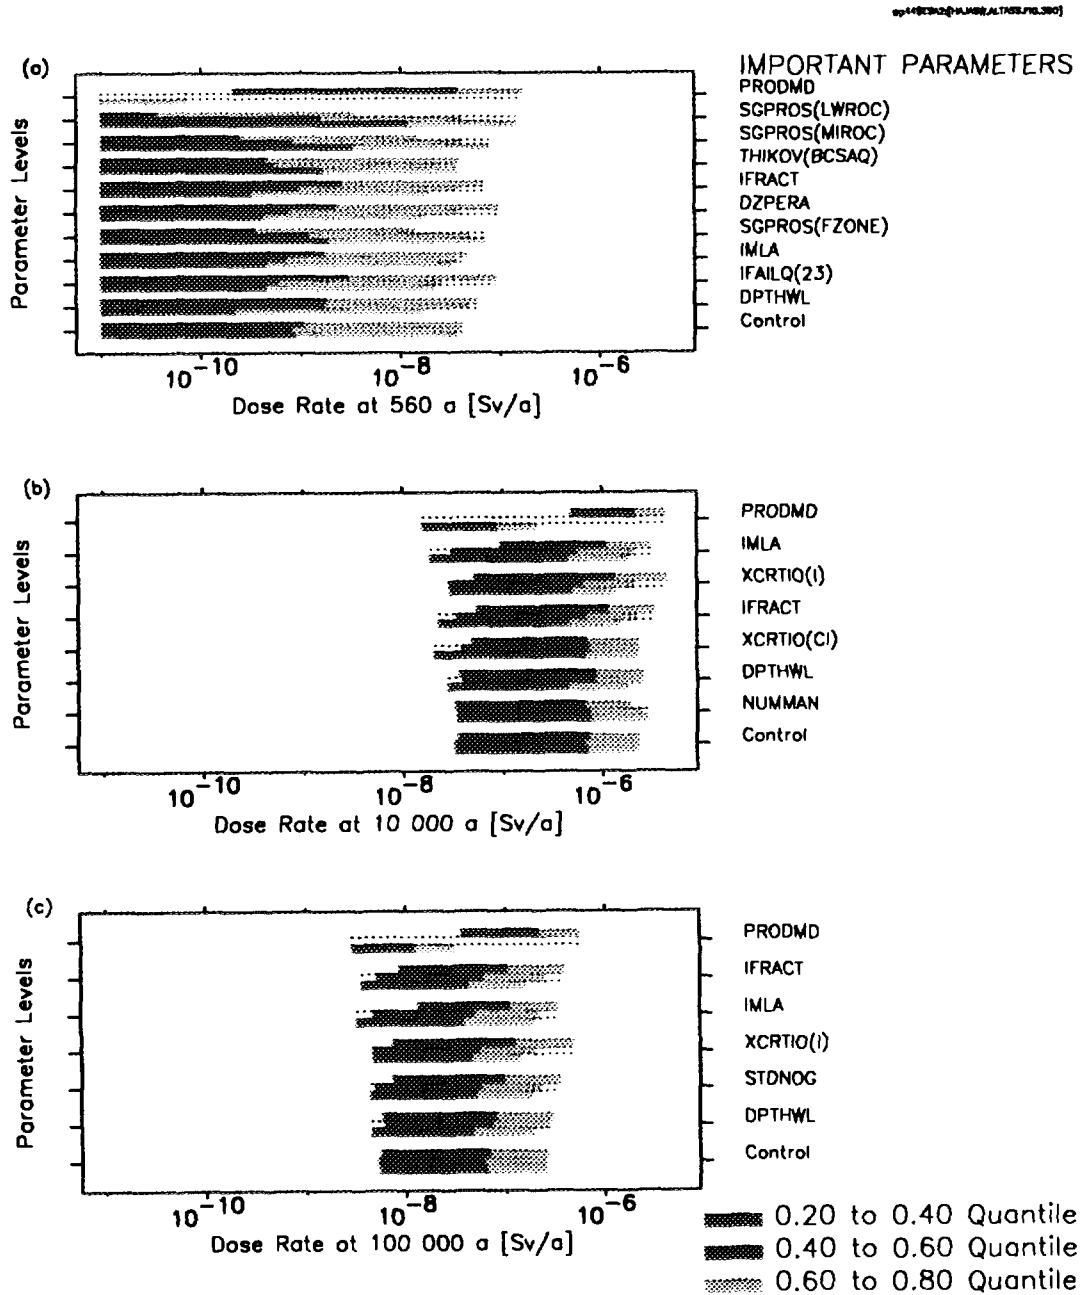 (a)
IMPORTANT PARAMETERS
PRODMD
SGPROS(LWROC)
SGPROS(MIROC)
THIKOV(BCSAQ)
IFRACT
DZPERA
SGPROS(FZONE)
IMLA
IFAILQ(23)
DPTHWL
Control
Parameter Levels
10-10 10-8 10-6
Dose Rate at 560 a [Sv/a]
(b)
PRODMD
IMLA
XCRTIO(I)
IFRACT
XCRTIO(Cl)
DPTHWL
NUMMAN
Control
Parameter Levels
10-10 10-8 10-6
Dose Rate at 10 000 a [Sv/a]
(c)
PRODMD
IFRACT
IMLA
XCRTIO(I)
STDNOG
DPTHWL
Control
Parameter Levels
10-10 10-8 10-6
Dose Rate at 100 000 a [Sv/a]
0.20 to 0.40 Quantile
0.40 to 0.60 Quantile
0.60 to 0.80 Quantile